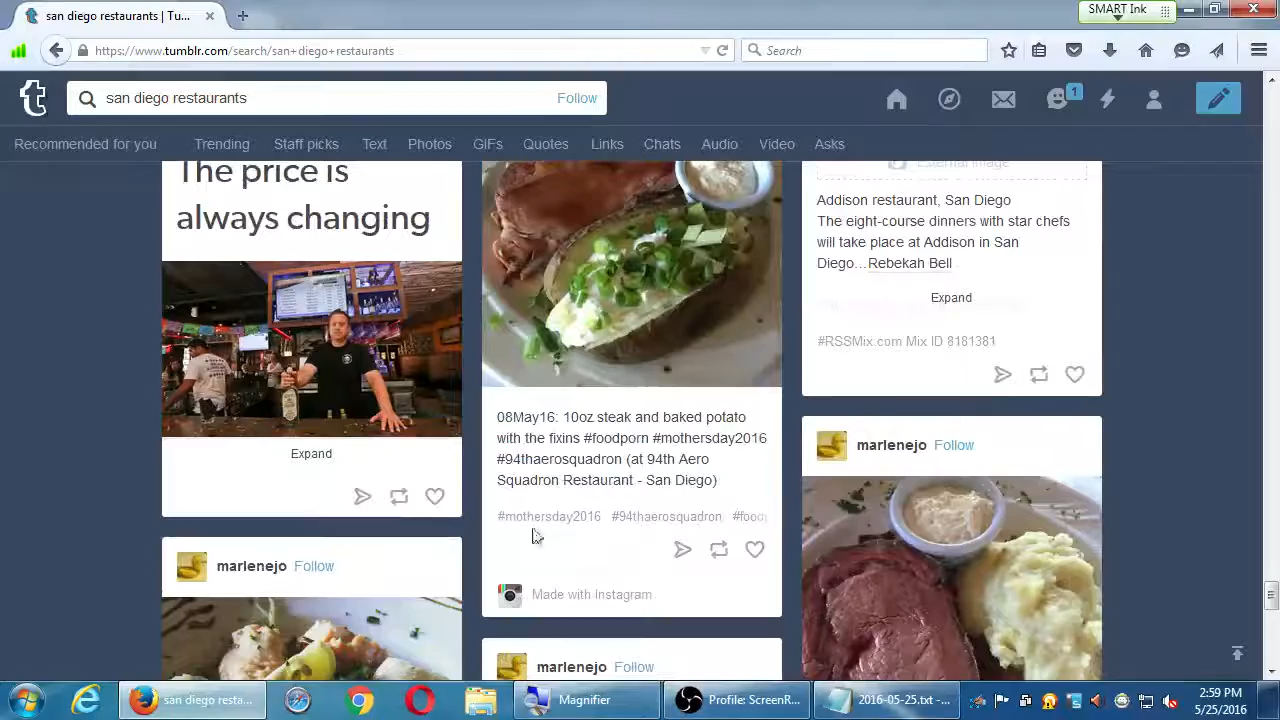 san diego restaurants | Tu...
SMART Ink
https://www.tumblr.com/search/san+diego+restaurants
Search
san diego restaurants
Follow
1
Recommended for you
Trending
Staff picks
Text
Photos
GIFs
Quotes
Links
Chats
Audio
Video
Asks
The price is
always changing
Expand
marlenejo Follow
08May16: 10oz steak and baked potato
with the fixins #foodporn #mothersday2016
#94thaerosquadron (at 94th Aero
Squadron Restaurant - San Diego)
#mothersday2016 #94thaerosquadron #food
Made with Instagram
marlenejo Follow
External image
Addison restaurant, San Diego
The eight-course dinners with star chefs
will take place at Addison in San
Diego…Rebekah Bell
Expand
#RSSMix.com Mix ID 8181381
marlenejo Follow
san diego resta...
Magnifier
Profile: ScreenR...
2016-05-25.txt -...
2:59 PM
5/25/2016